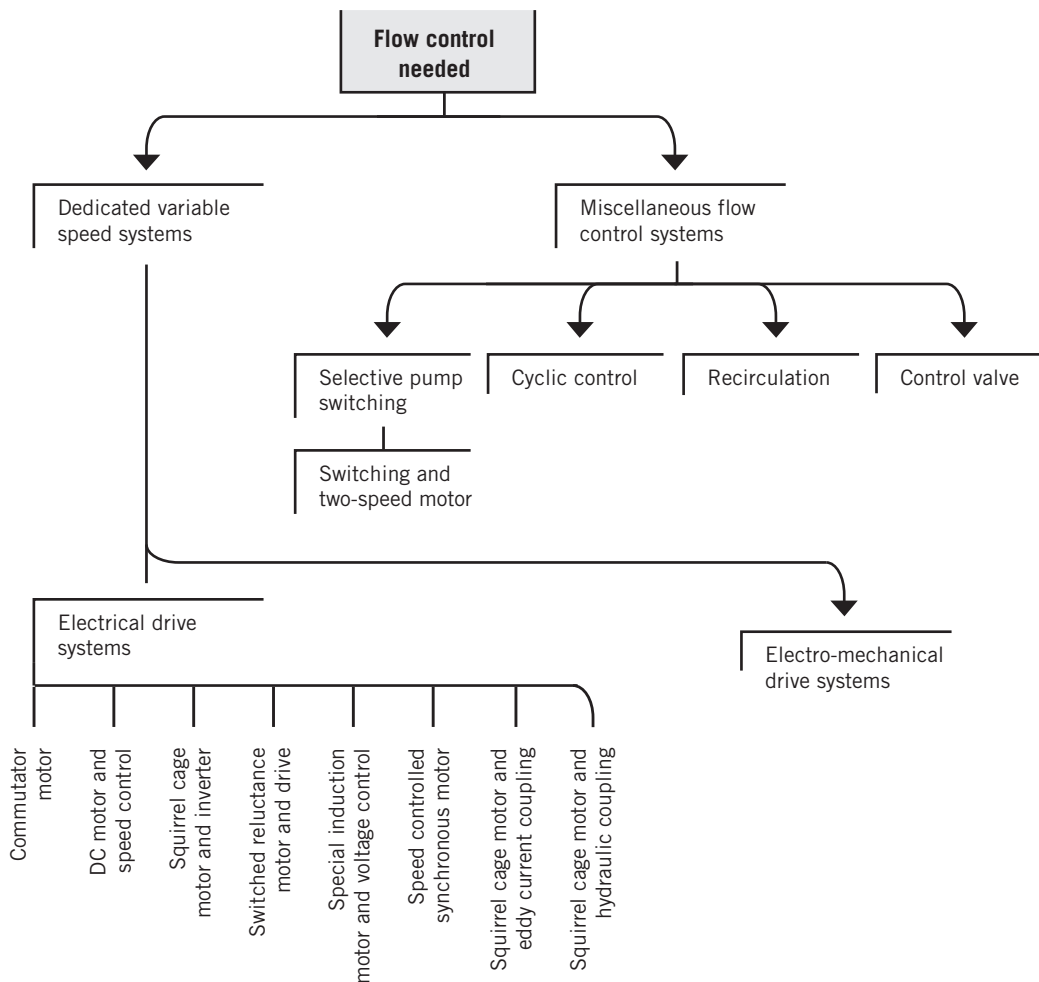 Flow control
needed
Dedicated variable
speed systems
Miscellaneous flow
control systems
Selective pump
switching
Cyclic control
Recirculation
Control valve
Switching and
two-speed motor
Electrical drive
systems
Electro-mechanical
drive systems
Commutator
motor
DC motor and
speed control
Squirrel cage
motor and inverter
Switched reluctance
motor and drive
Special induction
motor and voltage control
Speed controlled
synchronous motor
Squirrel cage motor and
eddy current coupling
Squirrel cage motor and
hydraulic coupling